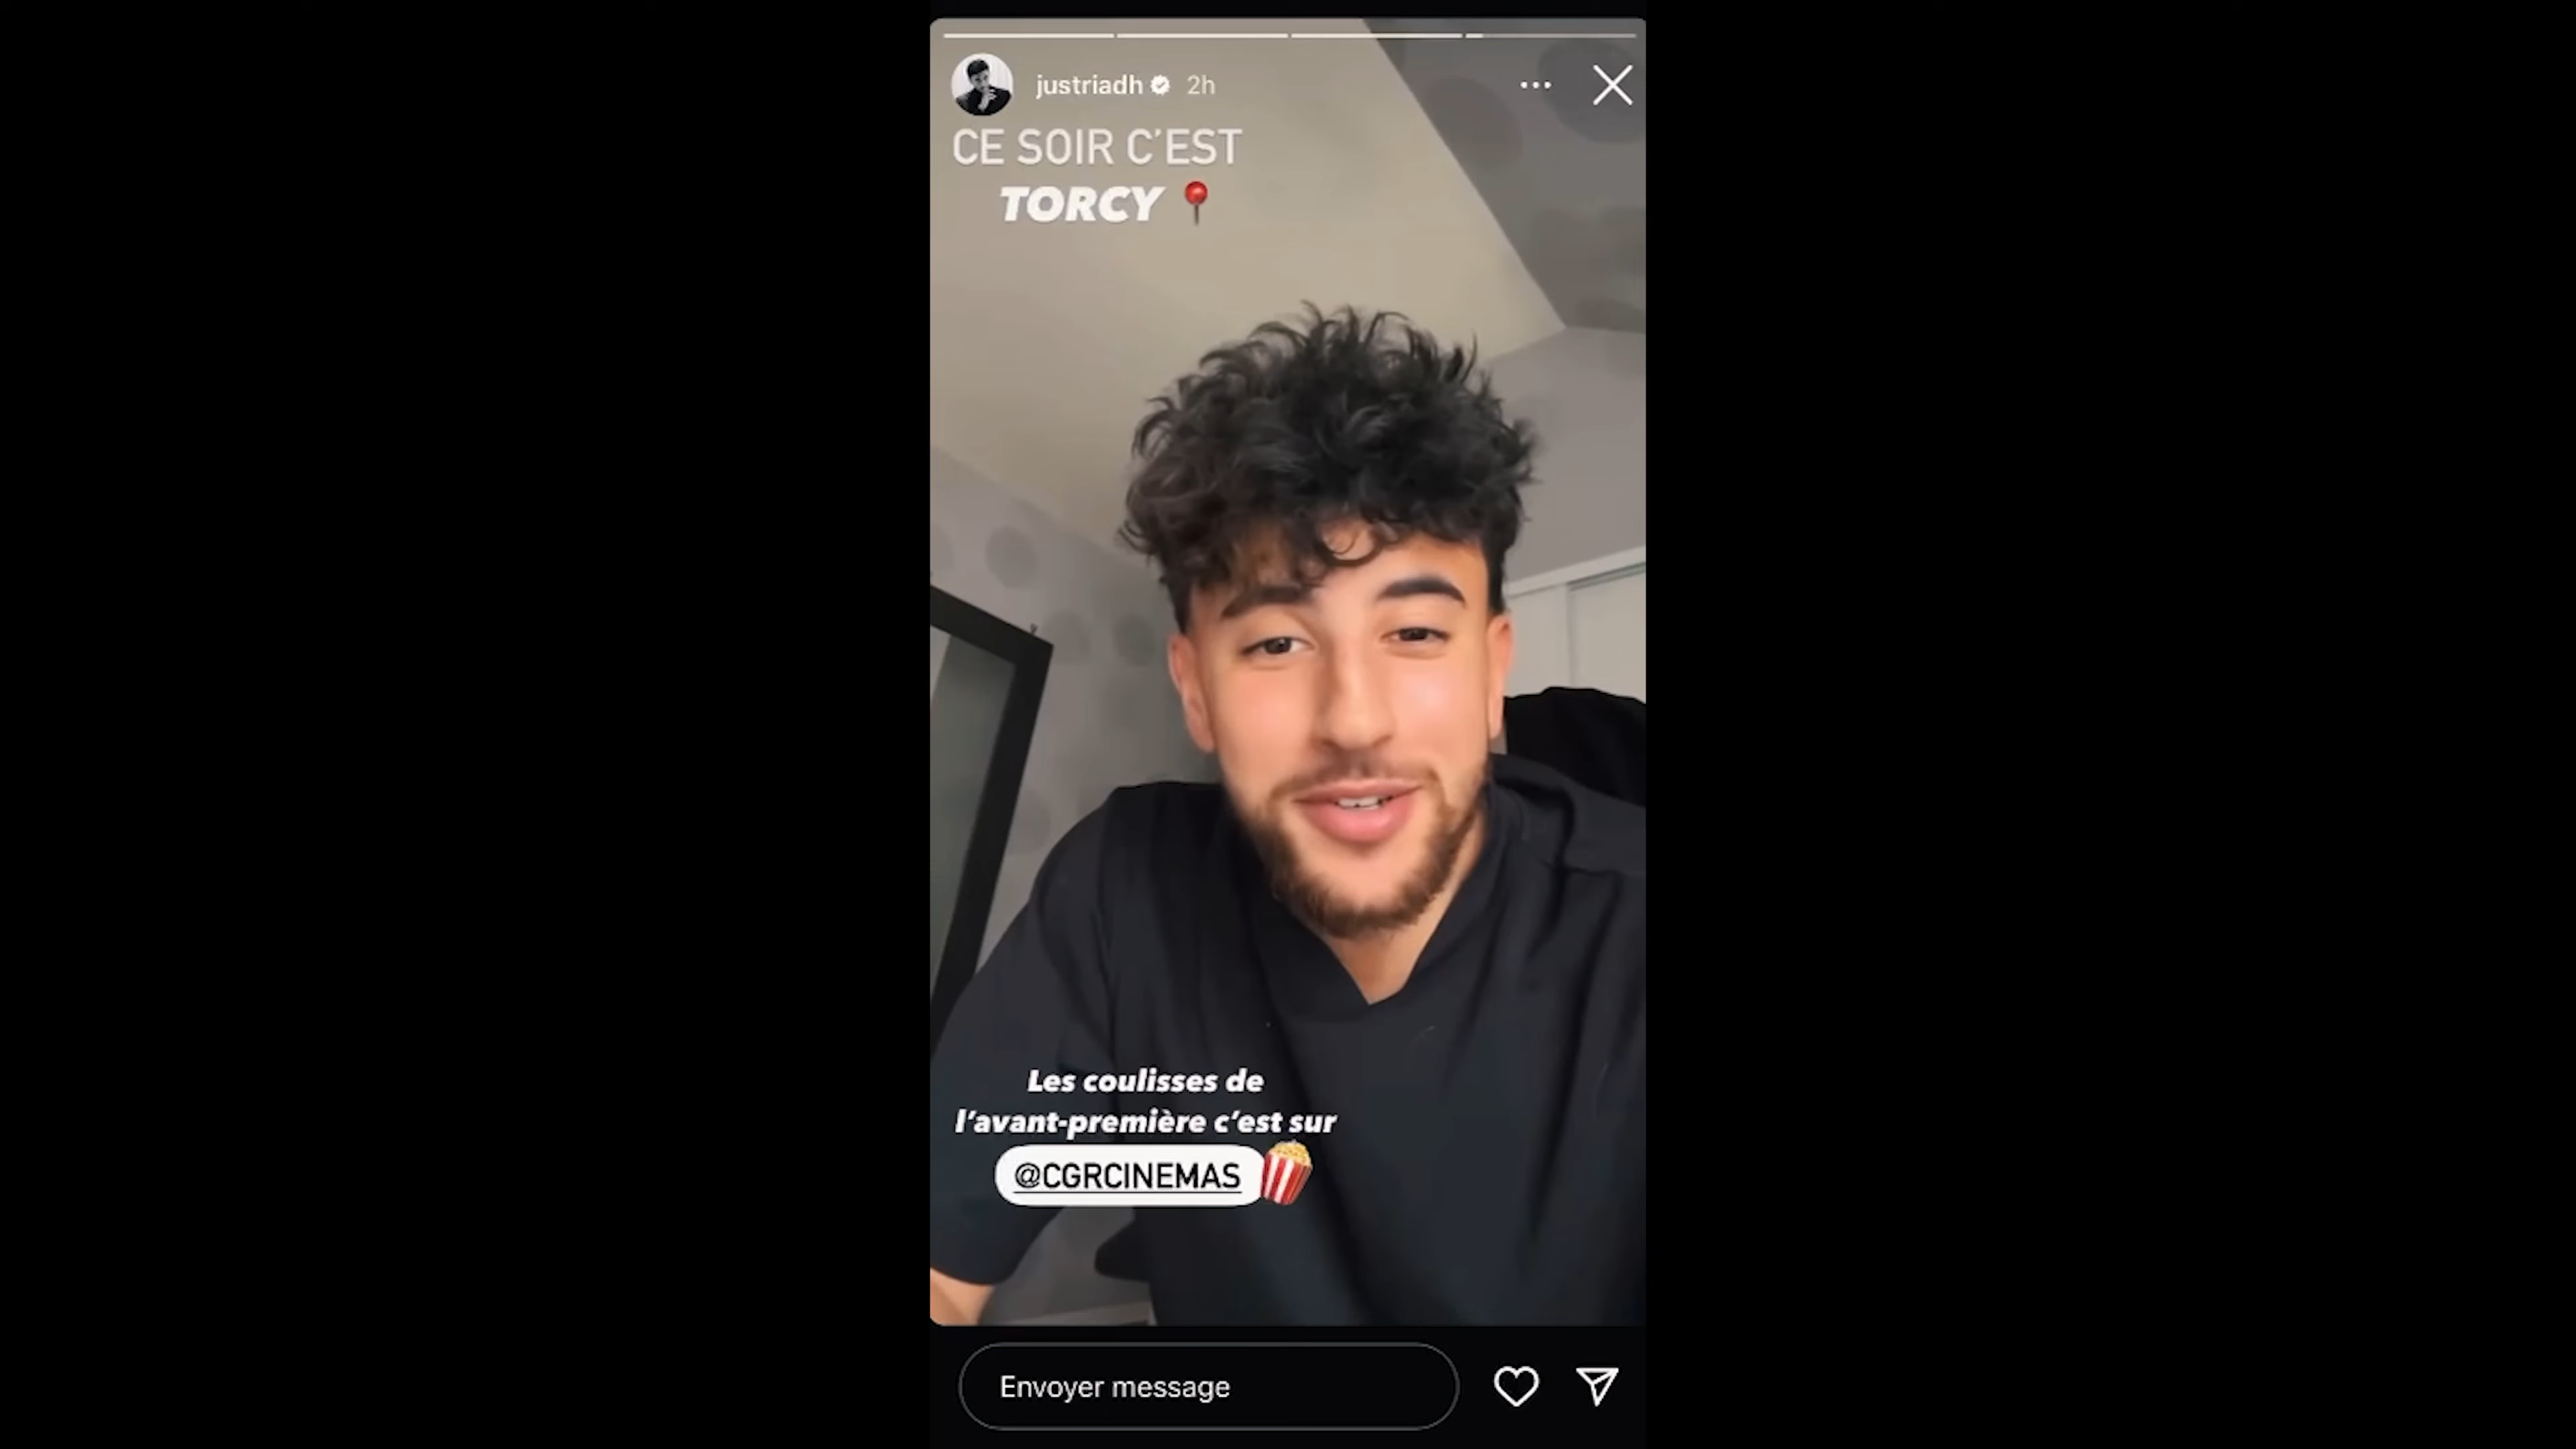 justriadh 2h
CE SOIR C'EST
TORCY
Les coulisses de
l'avant-première c'est sur
@CGRCINEMAS
Envoyer message